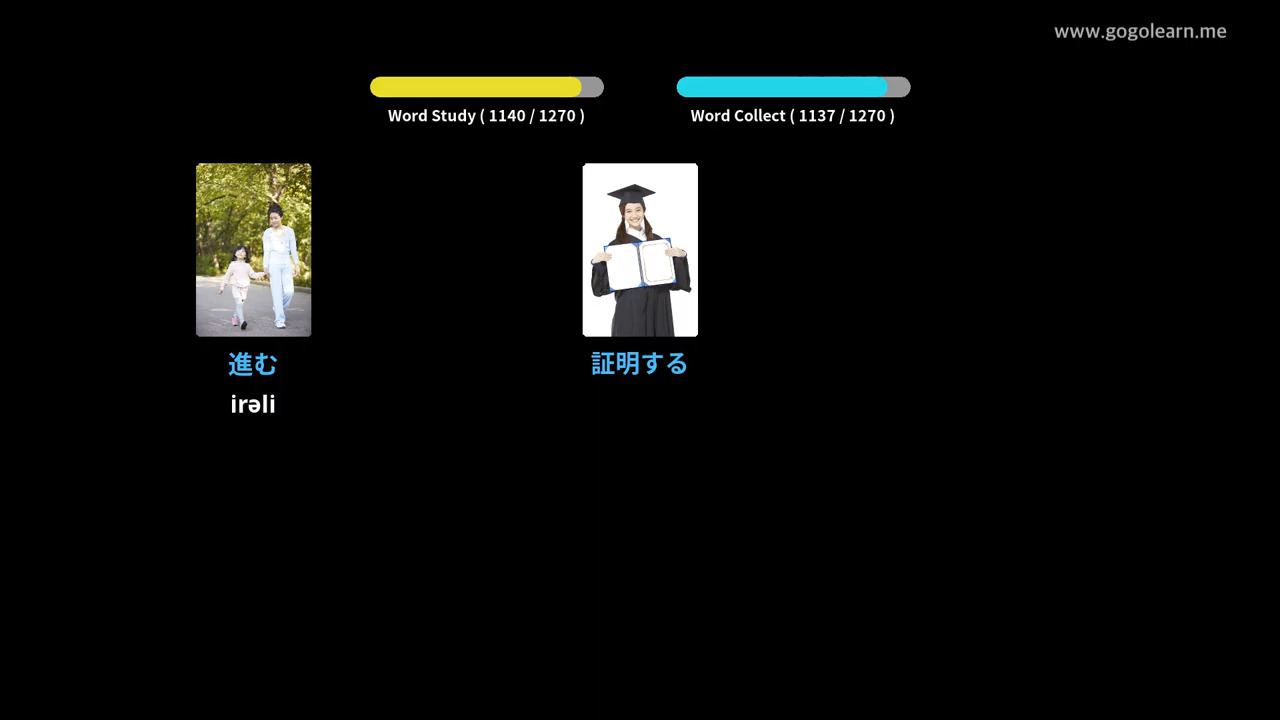 www.gogolearn.me
Word Study ( 1140 / 1270 )
Word Collect ( 1137 / 1270 )
進む
証明する
irəli